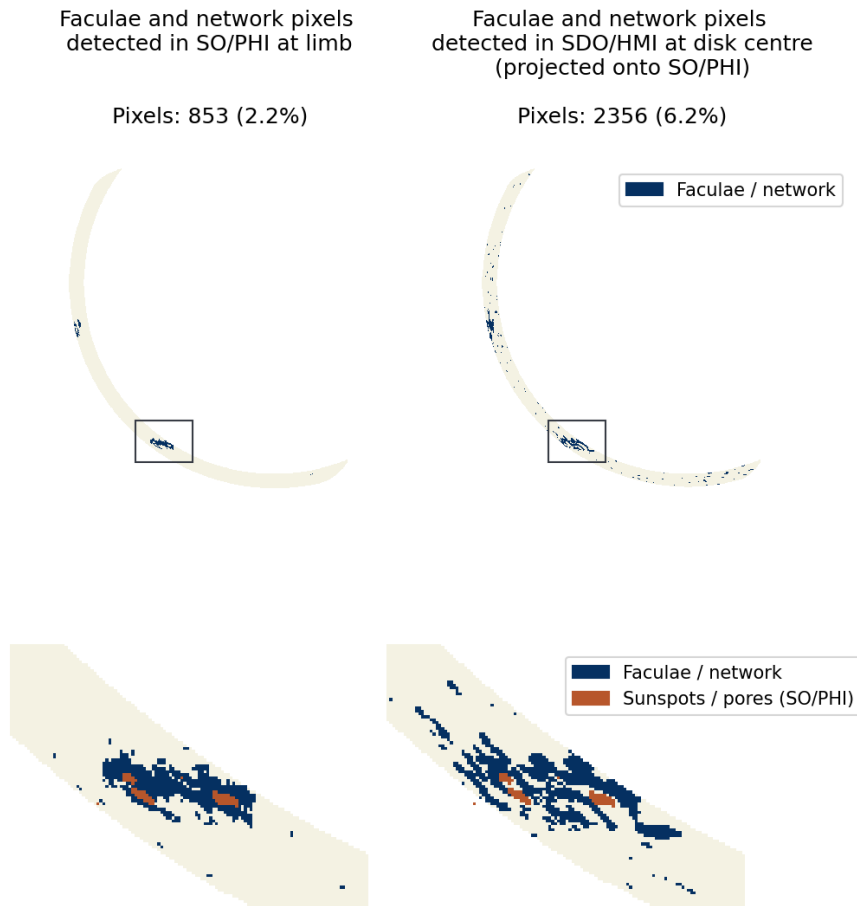 Faculae and network pixels
detected in SO/PHI at limb
Pixels: 853 (2.2%)
Faculae and network pixels
detected in SDO/HMI at disk centre
(projected onto SO/PHI)
Pixels: 2356 (6.2%)
Faculae / network
Faculae / network
Sunspots / pores (SO/PHI)